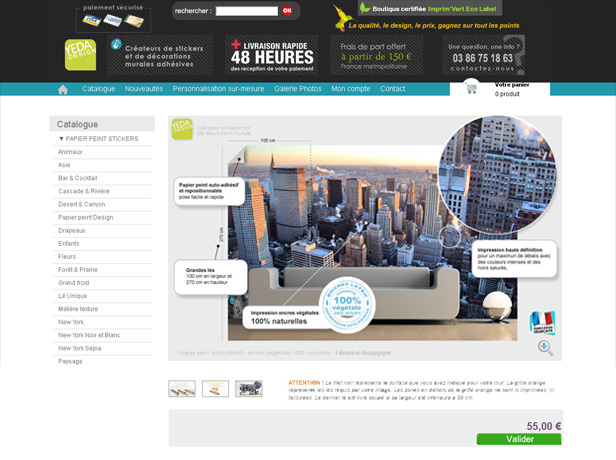 paiement sécurisé
rechercher :
OK
Boutique certifiée Imprim'Vert Eco Label
La qualité, le design, le prix, gagnez sur tout les points
YEDA
DESIGN
Créateurs de stickers
et de décorations
murales adhésives
LIVRAISON RAPIDE
48 HEURES
des reception de votre paiement
Frais de port offert
à partir de 150 €
France metropolitaine
Une question, une info ?
03 86 75 18 63
contactez-nous
Catalogue
Nouveautés
Personnalisation sur-mesure
Galerie Photos
Mon compte
Contact
Votre panier
0 produit
Catalogue
▼ PAPIER PEINT STICKERS
Animaux
Asie
Bar & Cocktail
Cascade & Rivière
Desert & Canyon
Papier peint Design
Drapeaux
Enfants
Fleurs
Forêt & Prairie
Grand froid
Lé Unique
Matière texture
New York
New York Noir et Blanc
New York Sepia
Paysage
YEDA
DESIGN
Créateur et fabricant
de décoration murale
100 cm
Papier peint auto-adhésif
et repositionnable
pose facile et rapide
270 cm
Grandes lés
100 cm en largeur et
270 cm en hauteur
Impression haute définition
pour un maximum de détails avec
des couleurs intenses et des
noirs saturés.
Impression encres végétales
100% naturelles
ENCRES LATEX
100%
végétale
Papier peint auto-adhésif - encres végétales 100% naturelles - Fabriqué en Bourgogne
ATTENTION ! Le filet noir représente la surface que vous avez indiqué pour votre mur. La grille orange
représente les lés requis par votre image. Les zones en dehors de la grille orange ne sont ni imprimées, ni
facturées. Le dernier lé est livré coupé si sa largeur est inférieure à 50 cm
55,00 €
Valider